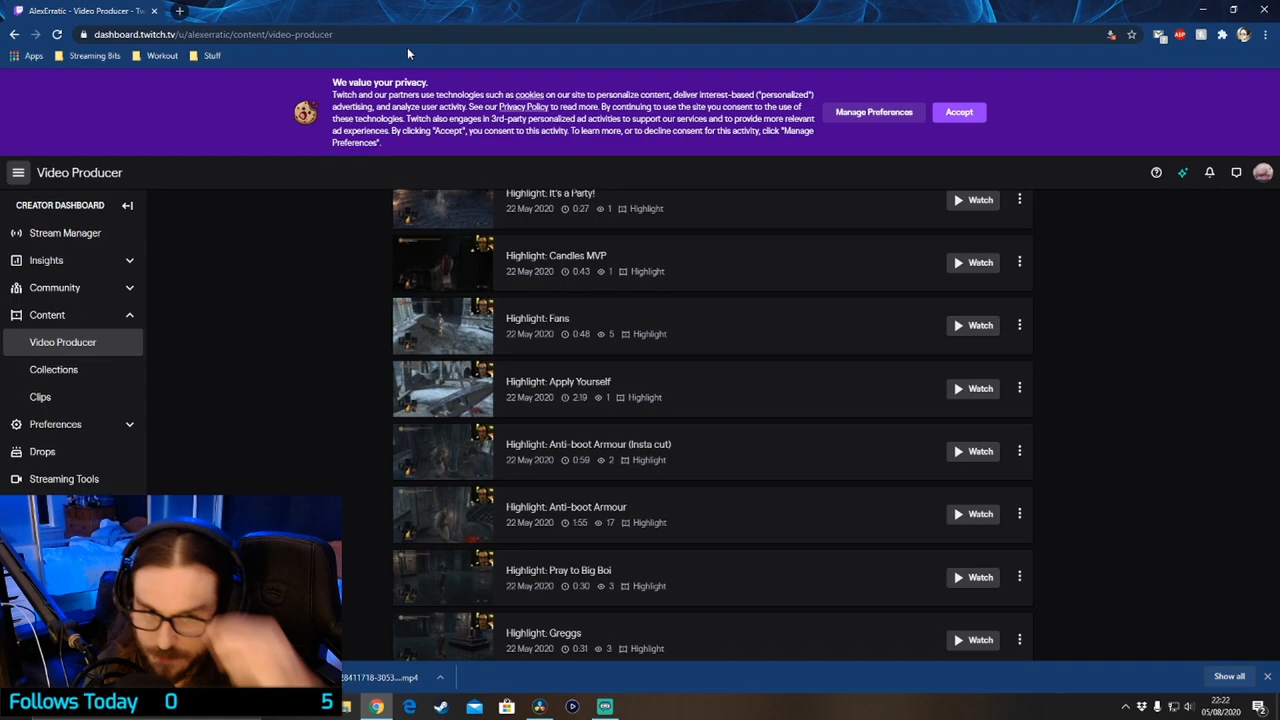 AlexErratic - Video Producer - Tw
dashboard.twitch.tv/u/alexerratic/content/video-producer
Apps
Streaming Bits
Workout
Stuff
We value your privacy.
Twitch and our partners use technologies such as cookies on our site to personalize content, deliver interest-based ("personalized")
advertising, and analyze user activity. See our Privacy Policy to read more. By continuing to use the site you consent to the use of
these technologies. Twitch also engages in 3rd-party personalized ad activities to support our services and to provide more relevant
ad experiences. By clicking "Accept", you consent to this activity. To learn more, or to decline consent for this activity, click "Manage
Preferences".
Manage Preferences
Accept
Video Producer
CREATOR DASHBOARD
Stream Manager
Insights
Community
Content
Video Producer
Collections
Clips
Preferences
Drops
Streaming Tools
Highlight: It's a Party!
22 May 2020 0:27 1 Highlight
Watch
Highlight: Candles MVP
22 May 2020 0:43 1 Highlight
Watch
Highlight: Fans
22 May 2020 0:48 5 Highlight
Watch
Highlight: Apply Yourself
22 May 2020 2:19 1 Highlight
Watch
Highlight: Anti-boot Armour (Insta cut)
22 May 2020 0:59 2 Highlight
Watch
Highlight: Anti-boot Armour
22 May 2020 1:55 17 Highlight
Watch
Highlight: Pray to Big Boi
22 May 2020 0:30 3 Highlight
Watch
Highlight: Greggs
22 May 2020 0:31 3 Highlight
Watch
28411718-3053....mp4
Show all
Follows Today 0 5
22:22
05/08/2020